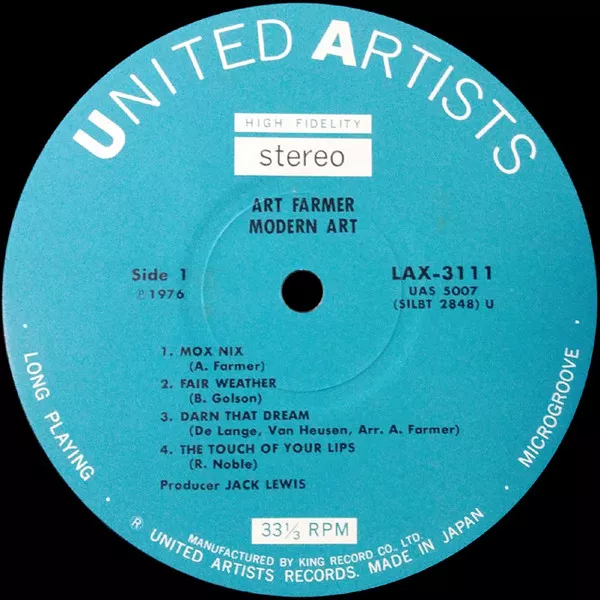 UNITED ARTISTS
HIGH FIDELITY
stereo
ART FARMER
MODERN ART
Side 1
℗ 1976
LAX-3111
UAS 5007
(SILBT 2848) U
1. MOX NIX
(A. Farmer)
2. FAIR WEATHER
(B. Golson)
3. DARN THAT DREAM
(De Lange, Van Heusen, Arr. A. Farmer)
4. THE TOUCH OF YOUR LIPS
(R. Noble)
Producer JACK LEWIS
33⅓ RPM
· LONG PLAYING ·
· MICROGROOVE ·
MANUFACTURED BY KING RECORD CO., LTD.
® UNITED ARTISTS RECORDS. MADE IN JAPAN